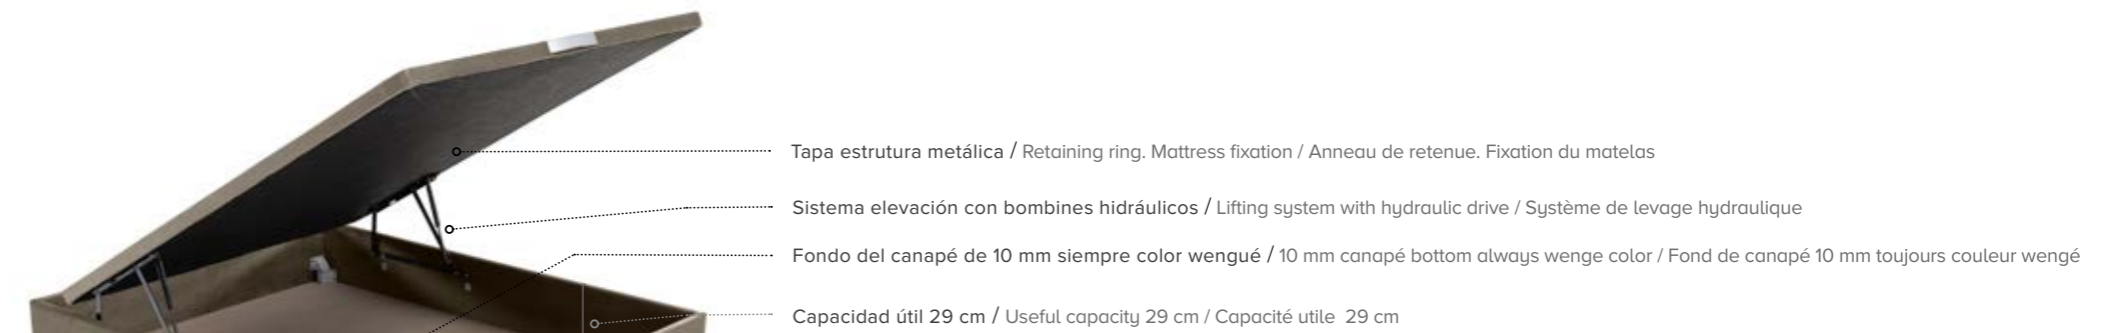 Tapa estrutura metálica / Retaining ring. Mattress fixation / Anneau de retenue. Fixation du matelas
Sistema elevación con bombines hidráulicos / Lifting system with hydraulic drive / Système de levage hydraulique
Fondo del canapé de 10 mm siempre color wengué / 10 mm canapé bottom always wenge color / Fond de canapé 10 mm toujours couleur wengé
Capacidad útil 29 cm / Useful capacity 29 cm / Capacité utile 29 cm